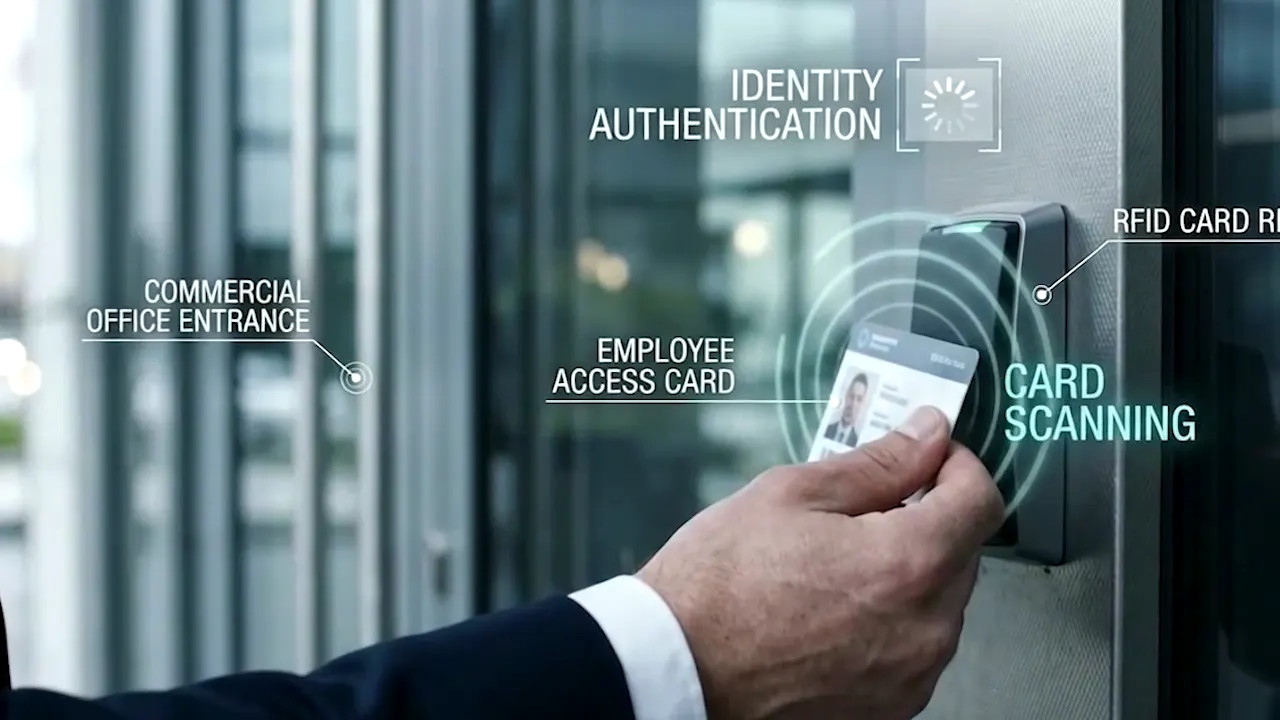 IDENTITY
AUTHENTICATION
RFID CARD
COMMERCIAL
OFFICE ENTRANCE
EMPLOYEE
ACCESS CARD
CARD
SCANNING